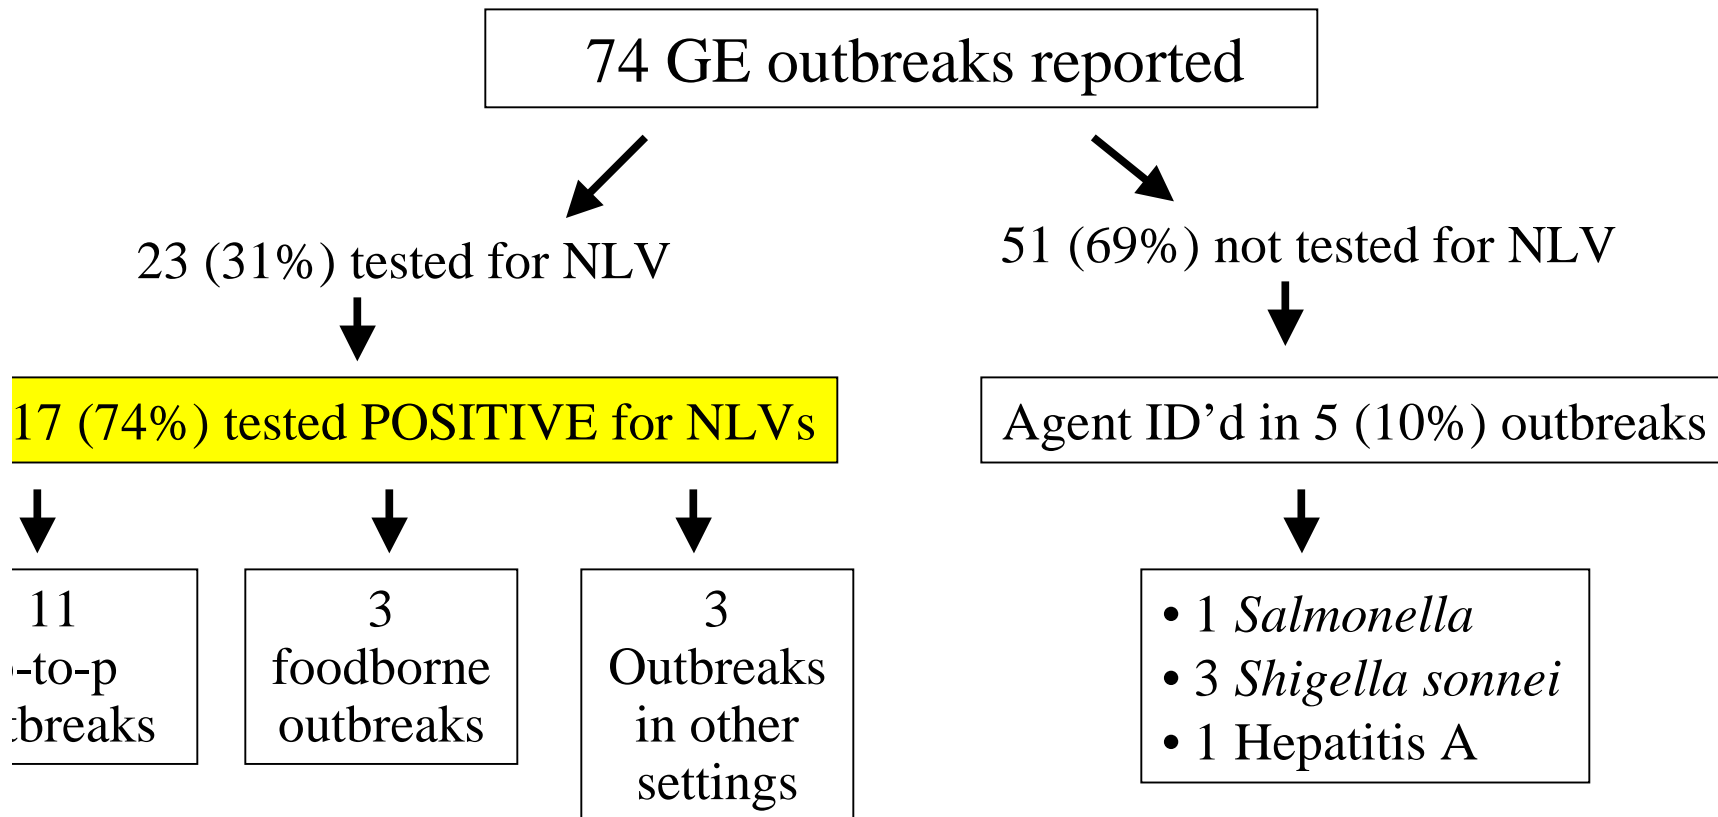 74 GE outbreaks reported
23 (31%) tested for NLV
51 (69%) not tested for NLV
17 (74%) tested POSITIVE for NLVs
Agent ID’d in 5 (10%) outbreaks
11
-to-p
tbreaks
3
foodborne
outbreaks
3
Outbreaks
in other
settings
• 1 Salmonella
• 3 Shigella sonnei
• 1 Hepatitis A